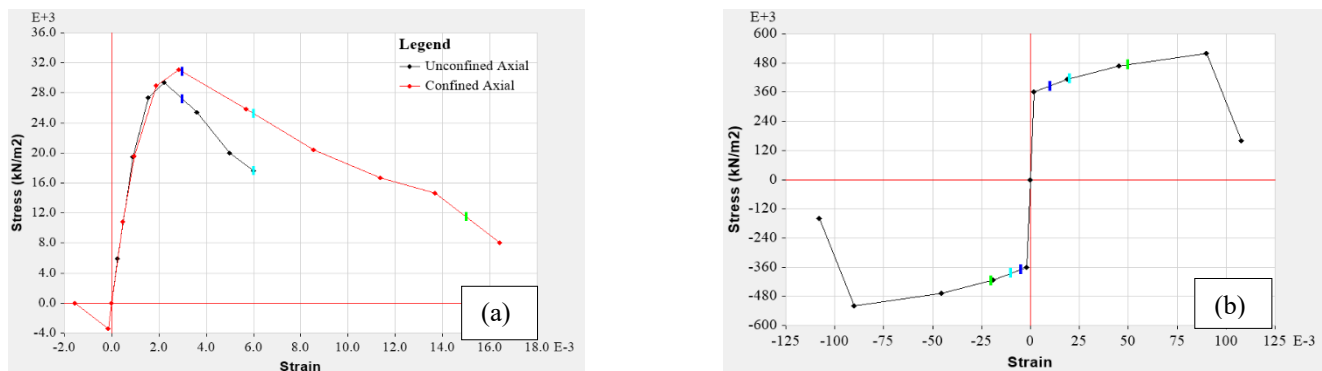 E+3
36.0
32.0
28.0
24.0
20.0
16.0
12.0
8.0
4.0
0.0
-4.0
Stress (kN/m2)
Legend
Unconfined Axial
Confined Axial
(a)
-2.0 0.0 2.0 4.0 6.0 8.0 10.0 12.0 14.0 16.0 18.0 E-3
Strain
E+3
600
480
360
240
120
0
-120
-240
-360
-480
-600
Stress (kN/m2)
(b)
-125 -100 -75 -50 -25 0 25 50 75 100 125 E-3
Strain